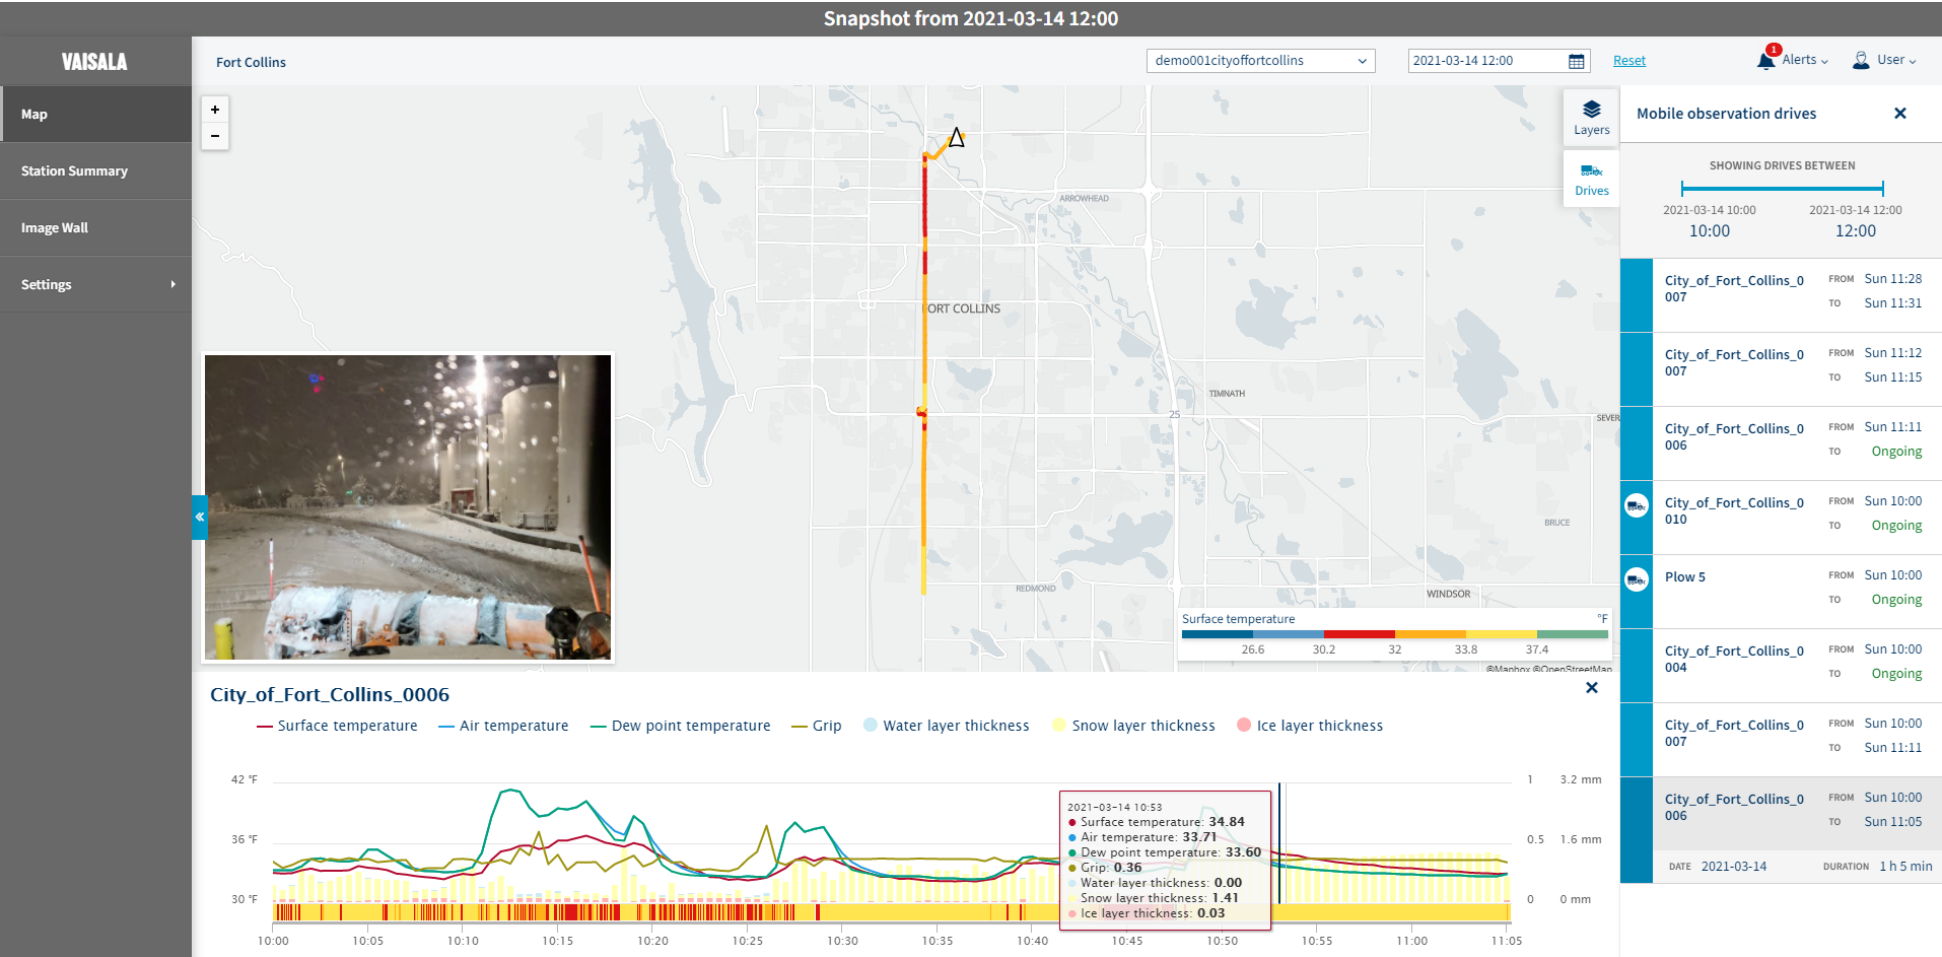 Snapshot from 2021-03-14 12:00
VAISALA
Fort Collins
demo001cityoffortcollins
2021-03-14 12:00
Reset
1
Alerts
User
Map
Station Summary
Image Wall
Settings
+
−
Layers
Drives
ARROWHEAD
FORT COLLINS
TIMNATH
25
SEVER
BRUCE
REDMOND
WINDSOR
Surface temperature °F
26.6 30.2 32 33.8 37.4
©Mapbox ©OpenStreetMap
Mobile observation drives
SHOWING DRIVES BETWEEN
2021-03-14 10:00 2021-03-14 12:00
10:00 12:00
City_of_Fort_Collins_0 FROM Sun 11:28
007 TO Sun 11:31
City_of_Fort_Collins_0 FROM Sun 11:12
007 TO Sun 11:15
City_of_Fort_Collins_0 FROM Sun 11:11
006 TO Ongoing
City_of_Fort_Collins_0 FROM Sun 10:00
010 TO Ongoing
Plow 5 FROM Sun 10:00
TO Ongoing
City_of_Fort_Collins_0 FROM Sun 10:00
004 TO Ongoing
City_of_Fort_Collins_0 FROM Sun 10:00
007 TO Sun 11:11
City_of_Fort_Collins_0 FROM Sun 10:00
006 TO Sun 11:05
DATE 2021-03-14 DURATION 1 h 5 min
City_of_Fort_Collins_0006
Surface temperature Air temperature Dew point temperature Grip Water layer thickness Snow layer thickness Ice layer thickness
42 °F 1 3.2 mm
36 °F 0.5 1.6 mm
30 °F 0 0 mm
2021-03-14 10:53
Surface temperature: 34.84
Air temperature: 33.71
Dew point temperature: 33.60
Grip: 0.36
Water layer thickness: 0.00
Snow layer thickness: 1.41
Ice layer thickness: 0.03
10:00 10:05 10:10 10:15 10:20 10:25 10:30 10:35 10:40 10:45 10:50 10:55 11:00 11:05